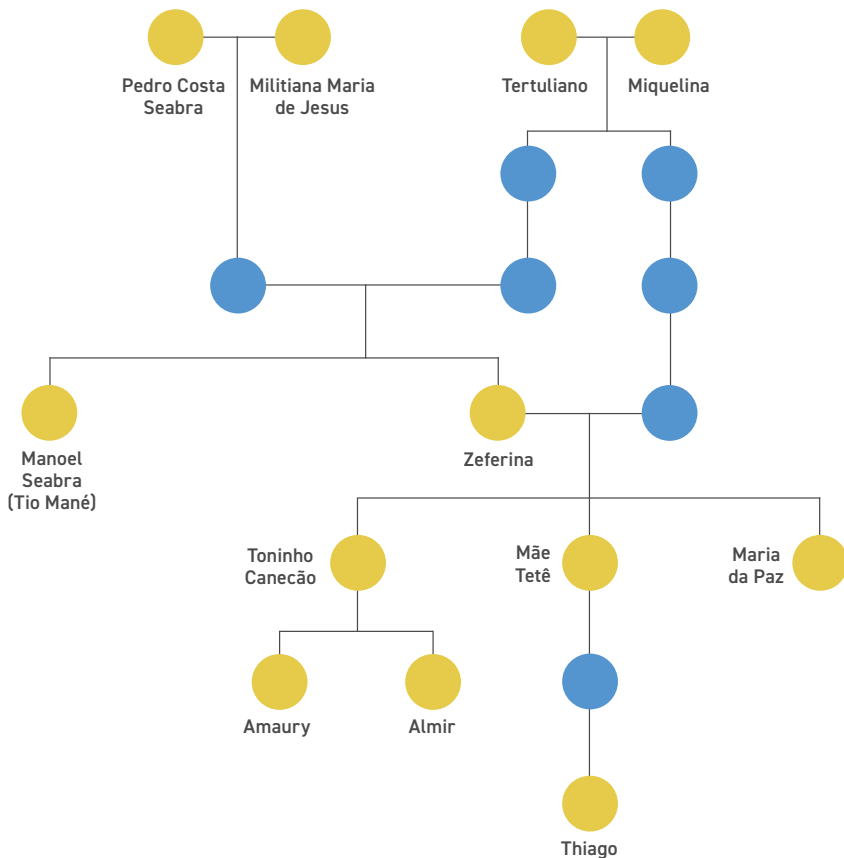 Pedro Costa
Seabra
Militiana Maria
de Jesus
Tertuliano
Miquelina
Manoel
Seabra
(Tio Mané)
Zeferina
Toninho
Canecão
Mãe
Tetê
Maria
da Paz
Amaury
Almir
Thiago